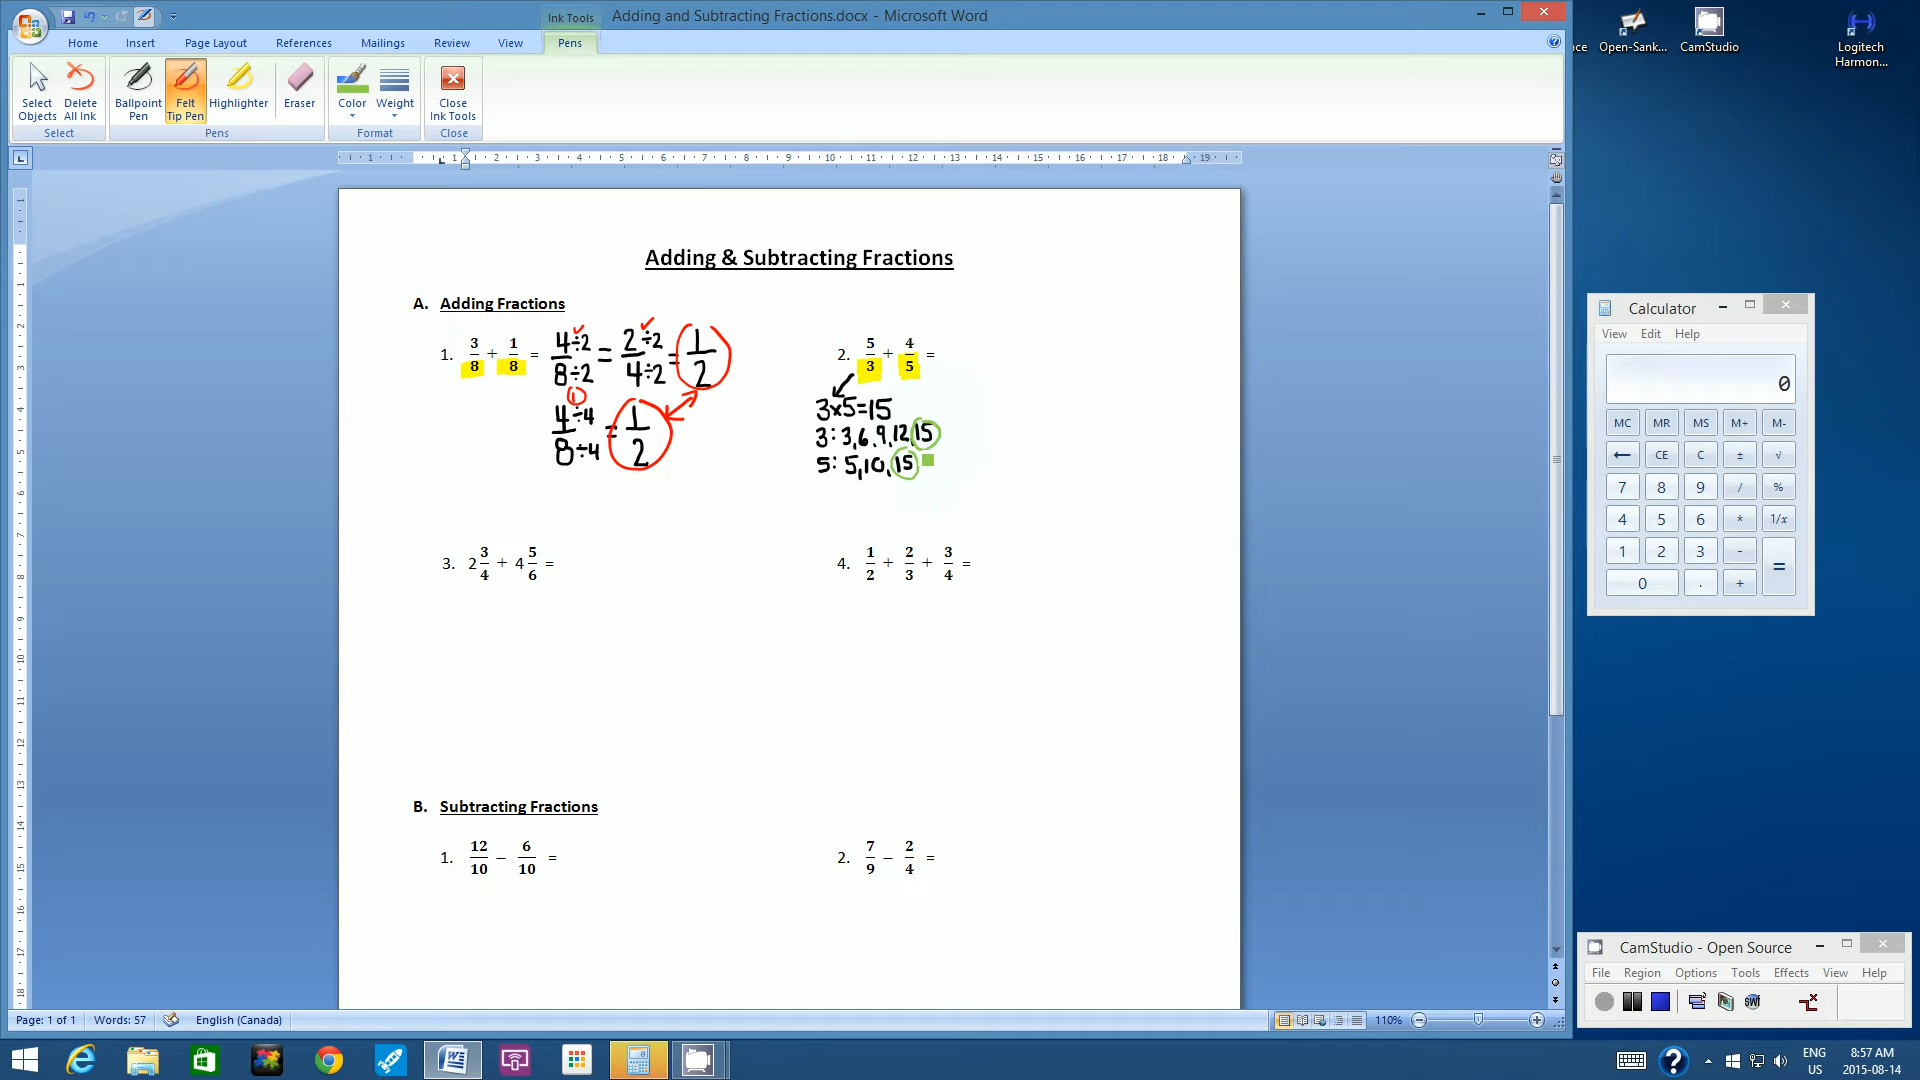 Ink Tools
Adding and Subtracting Fractions.docx - Microsoft Word
Home Insert Page Layout References Mailings Review View Pens
Select Objects
Delete All Ink
Ballpoint Pen
Felt Tip Pen
Highlighter
Eraser
Color
Weight
Close Ink Tools
Select Pens Format Close
Open-Sank...
CamStudio
Logitech Harmon...
Adding & Subtracting Fractions
A. Adding Fractions
1. 3/8 + 1/8 = 4÷2/8÷2 = 2÷2/4÷2 = 1/2
①
4÷4/8÷4 = 1/2
2. 5/3 + 4/5 =
3×5=15
3: 3,6,9,12,15
5: 5,10,15
3. 2 3/4 + 4 5/6 =
4. 1/2 + 2/3 + 3/4 =
B. Subtracting Fractions
1. 12/10 – 6/10 =
2. 7/9 – 2/4 =
Calculator
View Edit Help
0
MC MR MS M+ M-
← CE C ± √
7 8 9 / %
4 5 6 * 1/x
1 2 3 - =
0 . +
CamStudio - Open Source
File Region Options Tools Effects View Help
SWF
Page: 1 of 1 Words: 57 English (Canada) 110%
ENG US
8:57 AM
2015-08-14